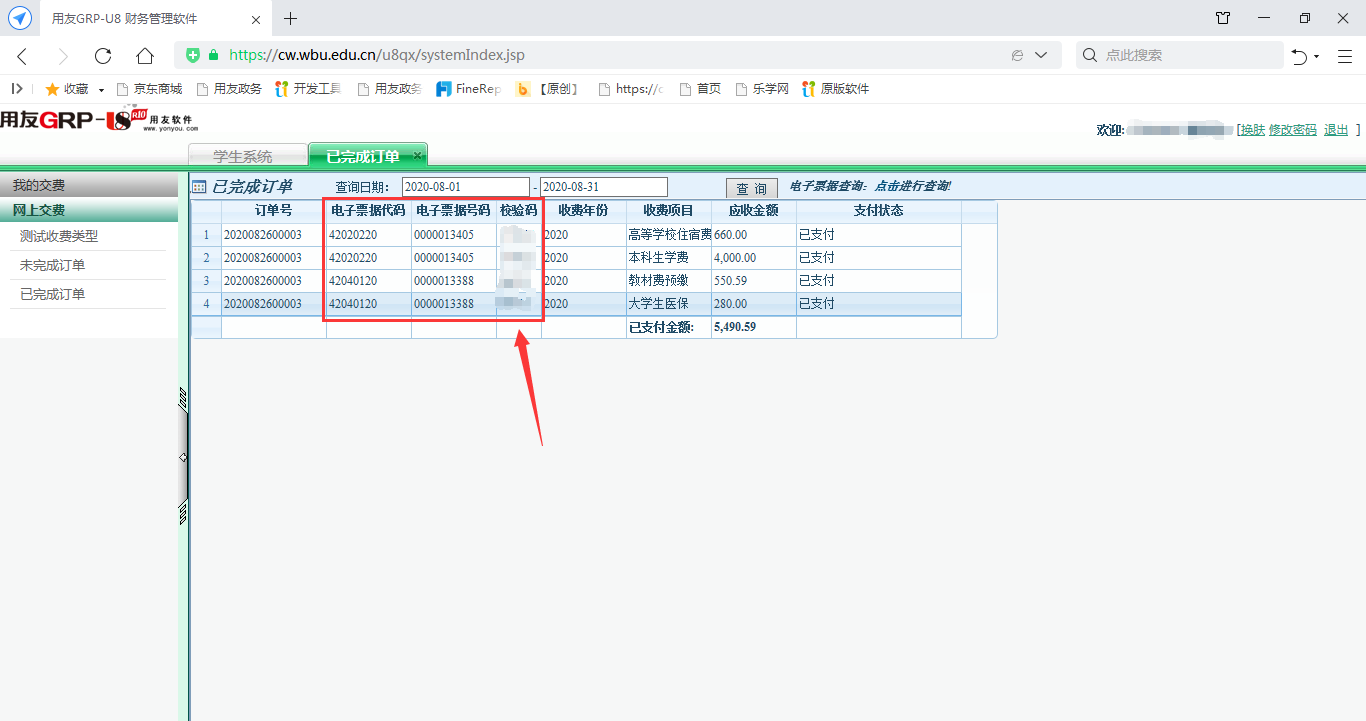 用友GRP-U8 财务管理软件
https://cw.wbu.edu.cn/u8qx/systemIndex.jsp
点此搜索
收藏 京东商城 用友政务 开发工具 用友政务 FineRep 【原创】 https:// 首页 乐学网 原版软件
用友GRP-U8 R10 用友软件
www.yonyou.com
欢迎: [换肤 修改密码 退出 ]
学生系统 已完成订单
我的交费
网上交费
测试收费类型
未完成订单
已完成订单
已完成订单 查询日期: 2020-08-01 - 2020-08-31 查 询 电子票据查询：点击进行查询!
订单号 电子票据代码 电子票据号码 校验码 收费年份 收费项目 应收金额 支付状态
1 2020082600003 42020220 0000013405 2020 高等学校住宿费 660.00 已支付
2 2020082600003 42020220 0000013405 2020 本科生学费 4,000.00 已支付
3 2020082600003 42040120 0000013388 2020 教材费预缴 550.59 已支付
4 2020082600003 42040120 0000013388 2020 大学生医保 280.00 已支付
已支付金额: 5,490.59